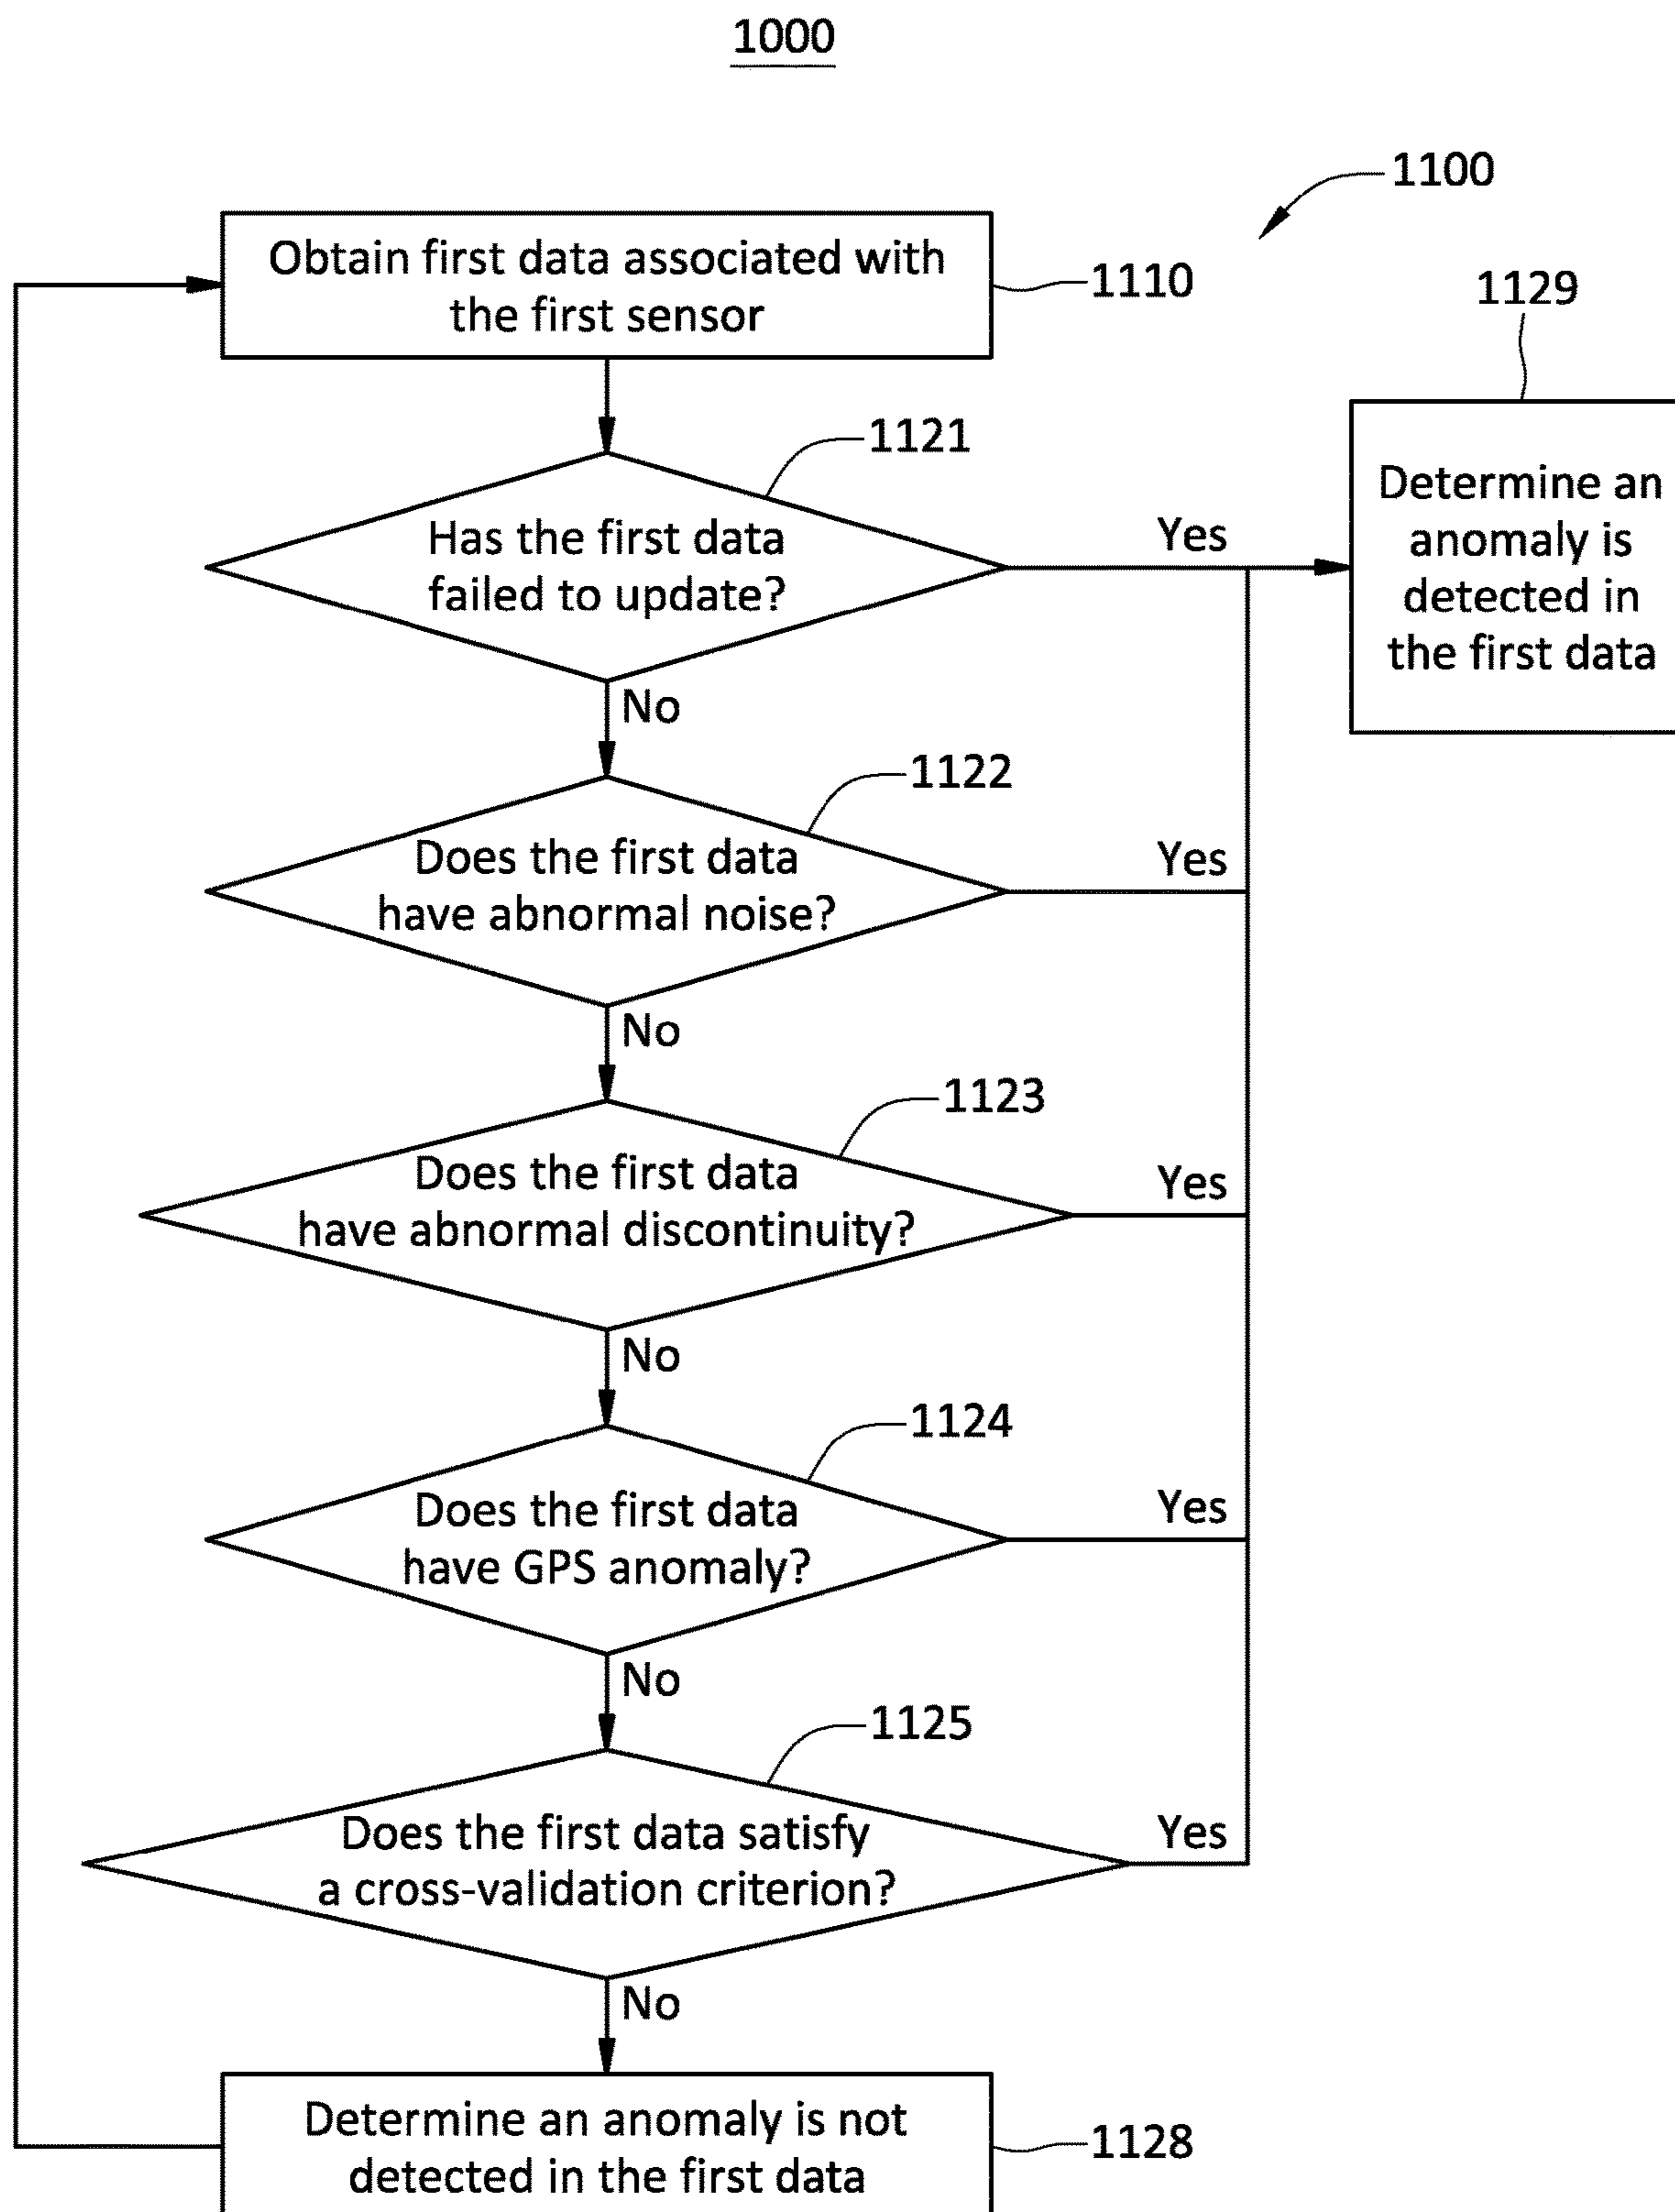 1000
1100
Obtain first data associated with
the first sensor
1110
1129
Determine an
anomaly is
detected in
the first data
1121
Has the first data
failed to update?
Yes
No
1122
Does the first data
have abnormal noise?
Yes
No
1123
Does the first data
have abnormal discontinuity?
Yes
No
1124
Does the first data
have GPS anomaly?
Yes
No
1125
Does the first data satisfy
a cross-validation criterion?
Yes
No
Determine an anomaly is not
detected in the first data
1128